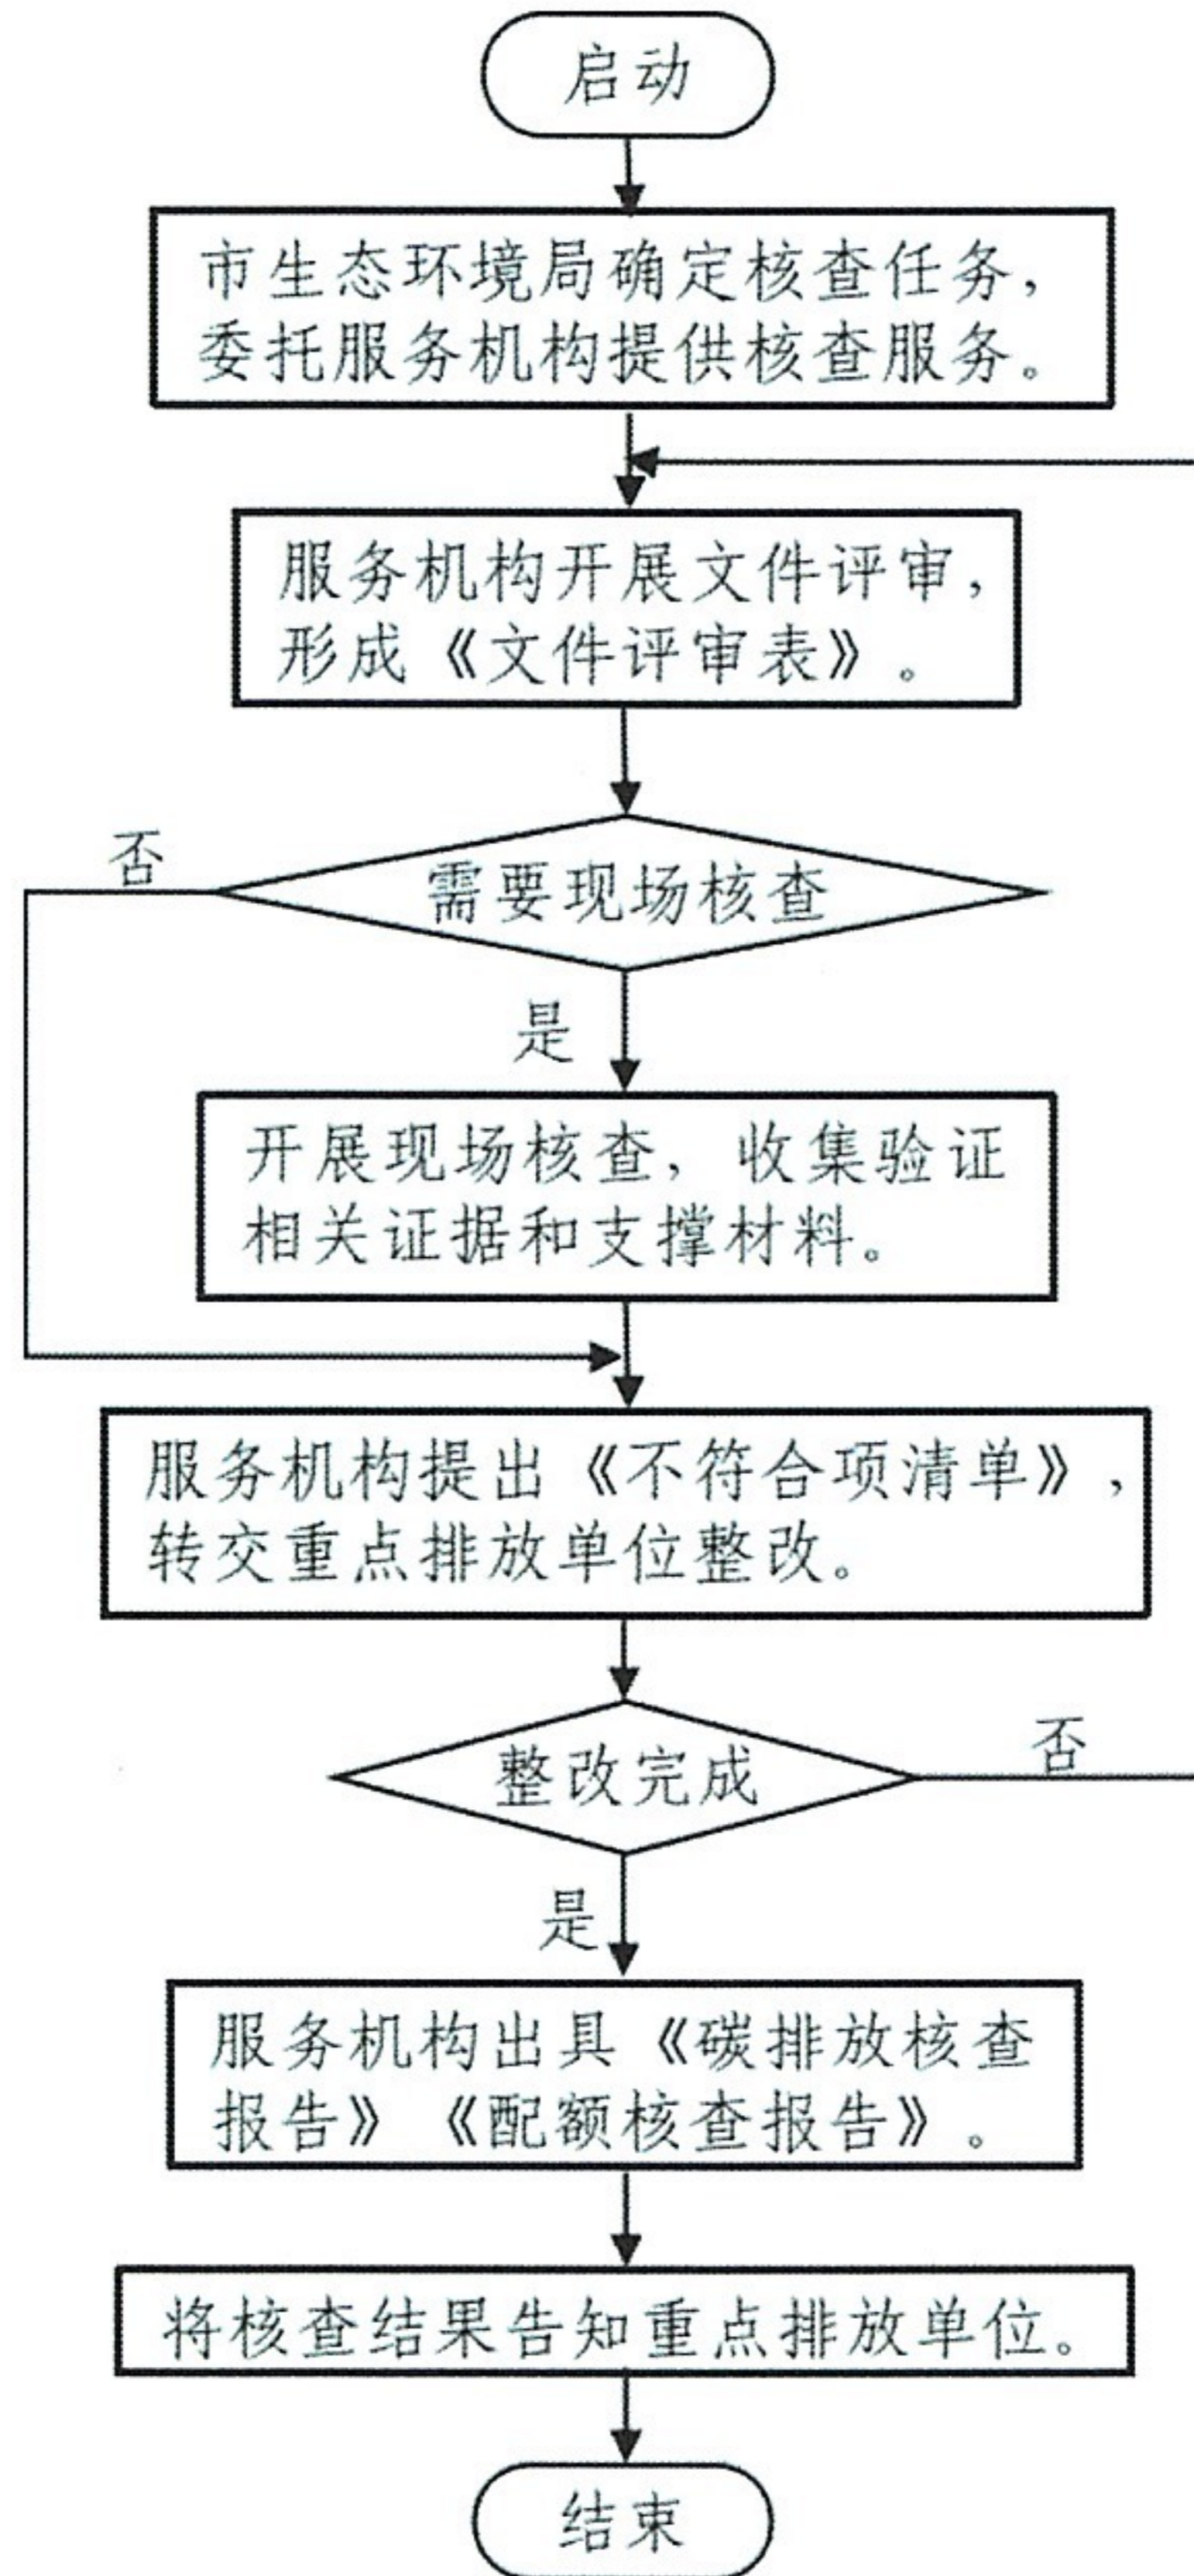 启动
市生态环境局确定核查任务，
委托服务机构提供核查服务。
服务机构开展文件评审，
形成《文件评审表》。
否
需要现场核查
是
开展现场核查，收集验证
相关证据和支撑材料。
服务机构提出《不符合项清单》，
转交重点排放单位整改。
整改完成
否
是
服务机构出具《碳排放核查
报告》《配额核查报告》。
将核查结果告知重点排放单位。
结束